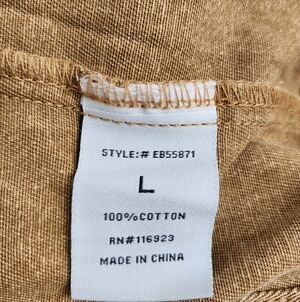 STYLE:# EB55871
L
100%COTTON
RN#116923
MADE IN CHINA